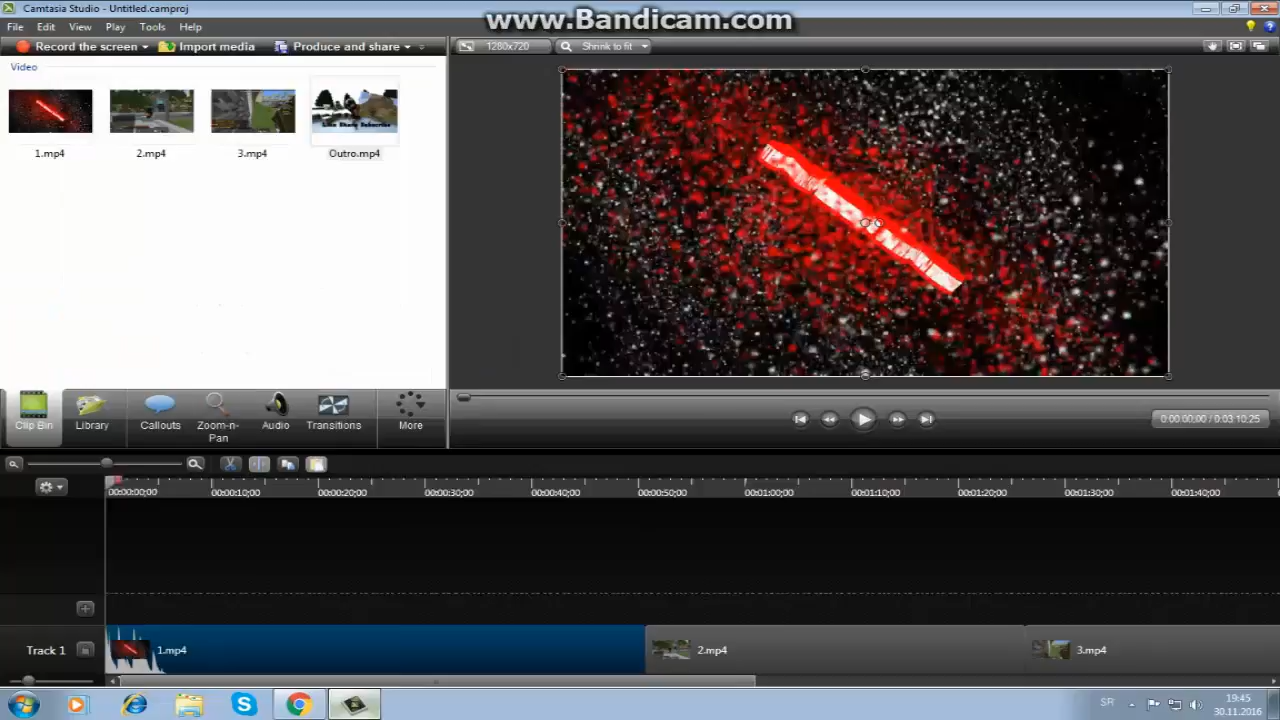 Camtasia Studio - Untitled.camproj
www.Bandicam.com
File Edit View Play Tools Help
Record the screen Import media Produce and share 1280x720 Shrink to fit
Video
Like Share Subscribe
1.mp4 2.mp4 3.mp4 Outro.mp4
Clip Bin Library Callouts Zoom-n-Pan Audio Transitions More
0:00:00;00 / 0:03:10;25
00:00:00;00 00:00:10;00 00:00:20;00 00:00:30;00 00:00:40;00 00:00:50;00 00:01:00;00 00:01:10;00 00:01:20;00 00:01:30;00 00:01:40;00
Track 1 1.mp4 2.mp4 3.mp4
SR 19:45
30.11.2016